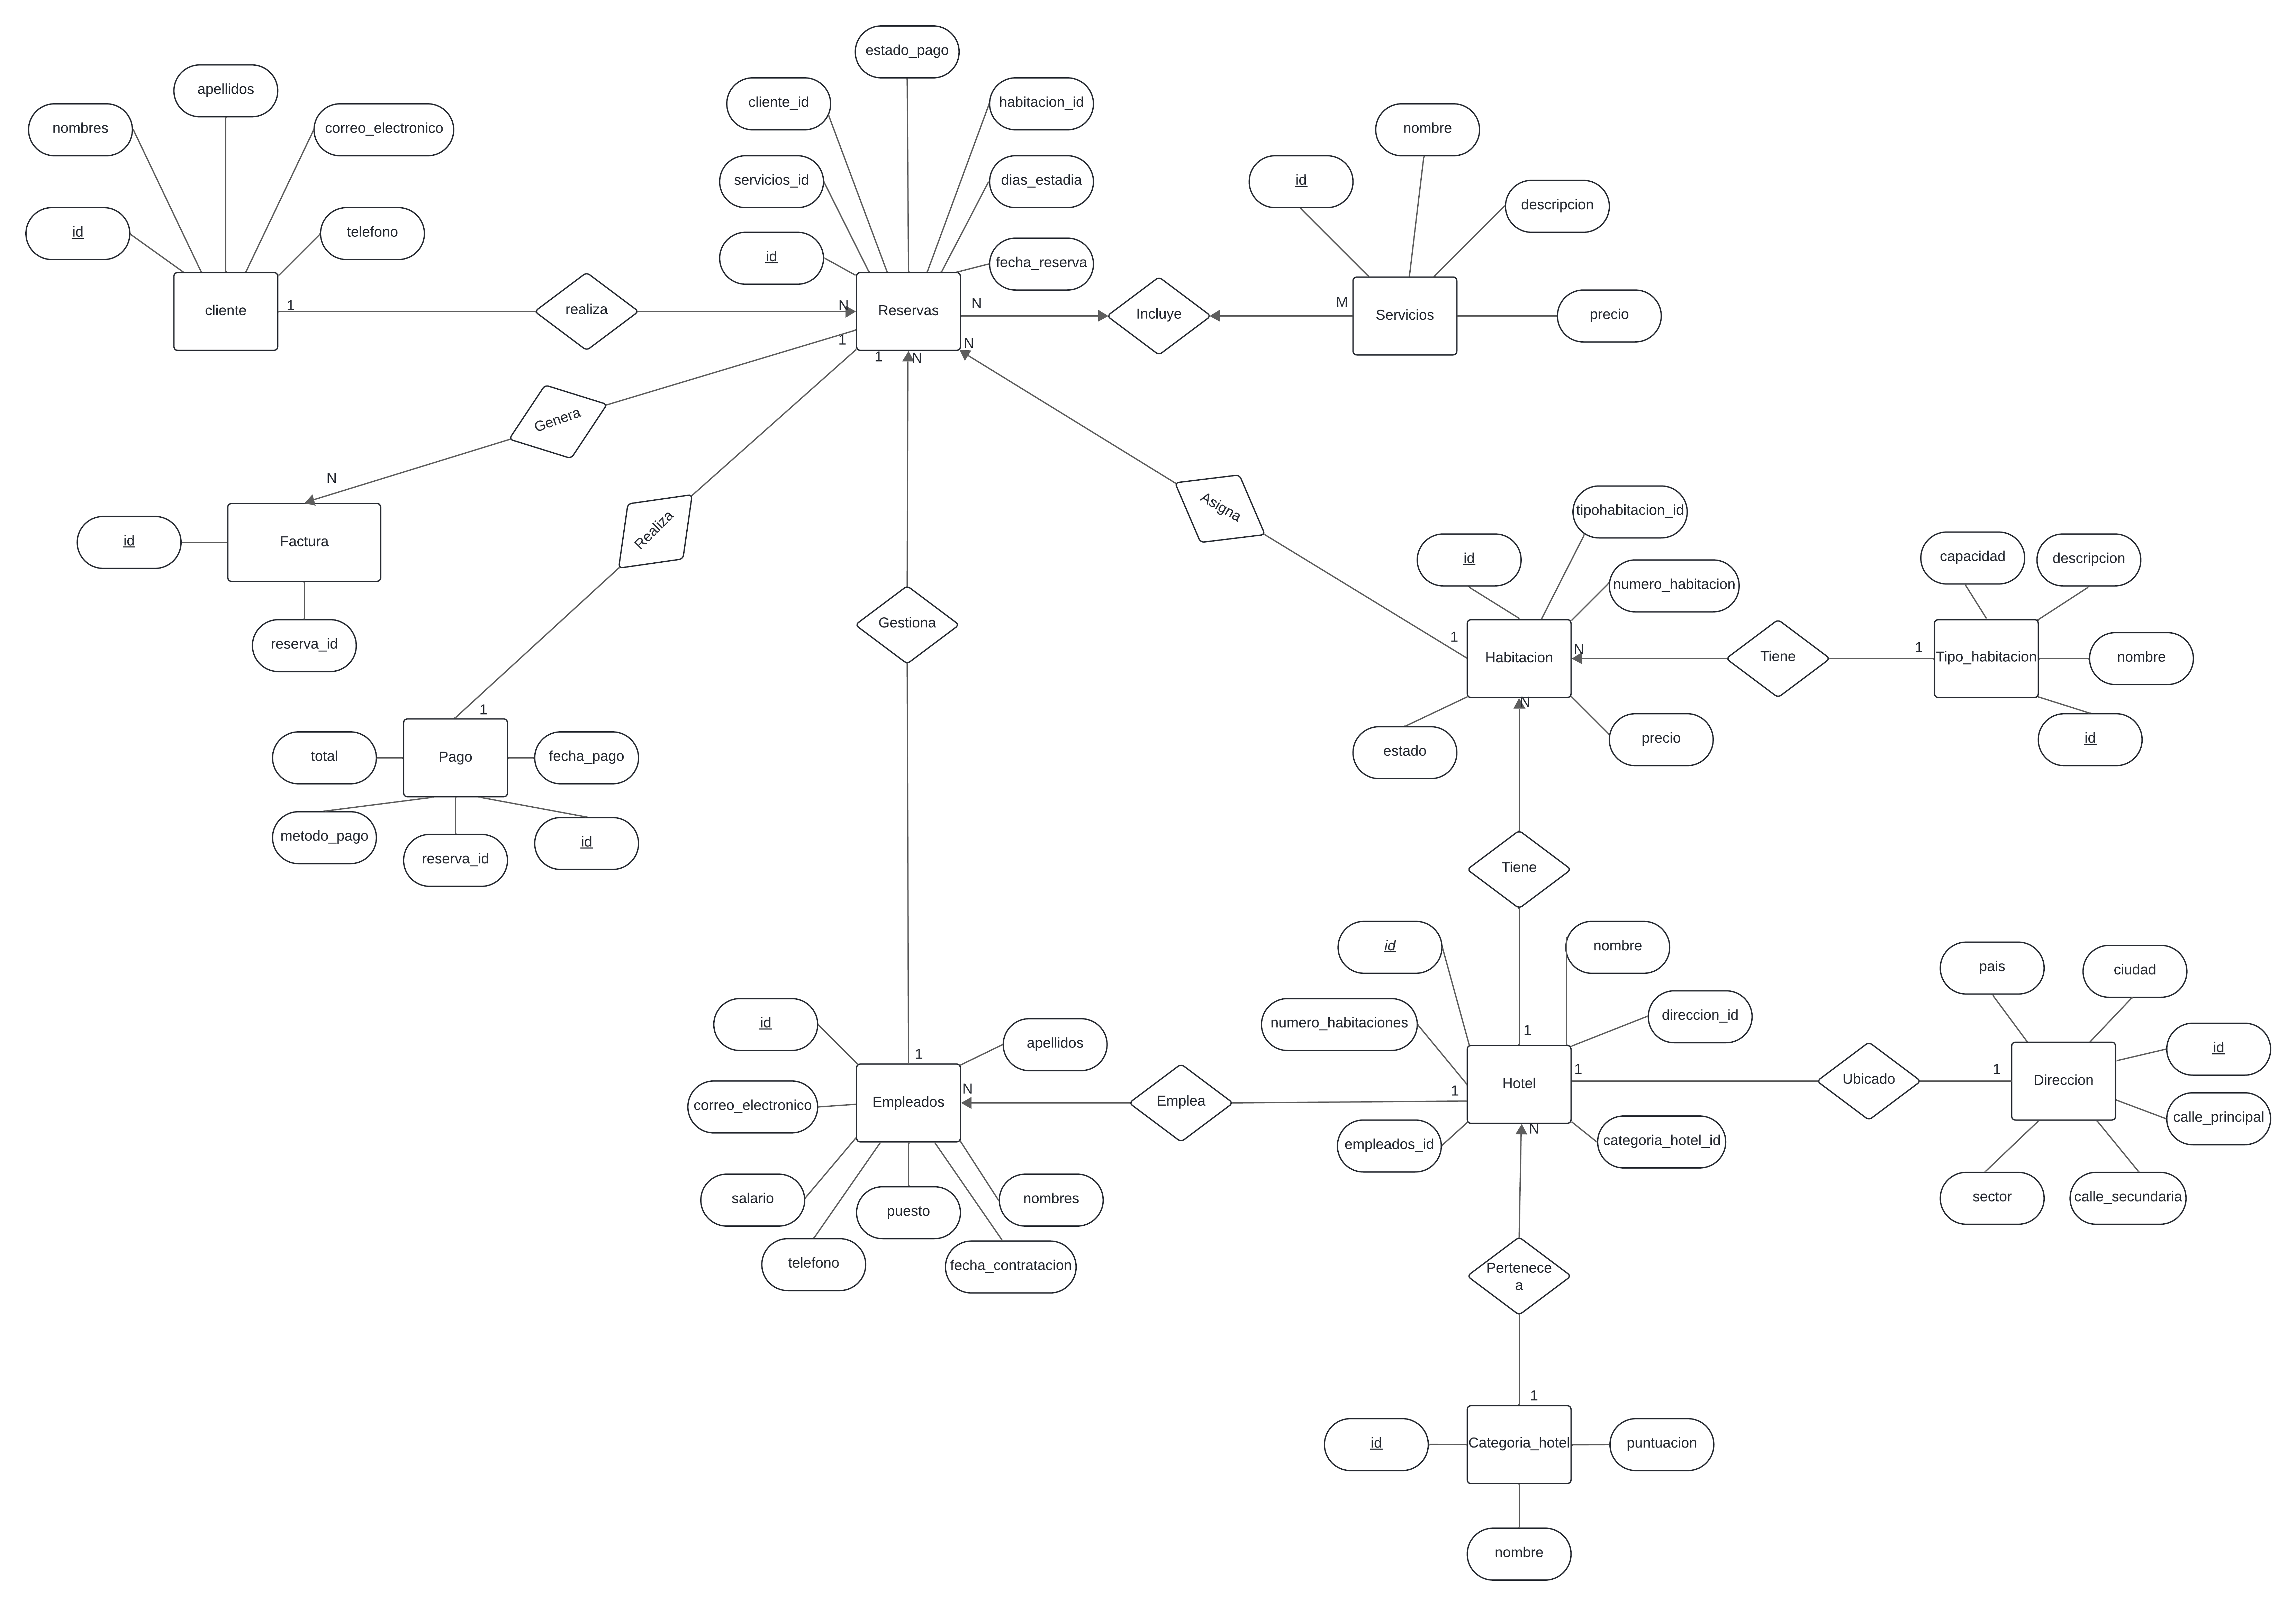 estado_pago
apellidos
cliente_id
habitacion_id
nombres
correo_electronico
nombre
servicios_id
dias_estadia
id
descripcion
id
telefono
id
fecha_reserva
cliente
1
realiza
N
Reservas
N
Incluye
M
Servicios
precio
1
1
N
N
Genera
N
Asigna
Realiza
tipohabitacion_id
id
Factura
id
capacidad
descripcion
numero_habitacion
reserva_id
Gestiona
1
Habitacion
N
Tiene
1
Tipo_habitacion
nombre
1
N
total
Pago
fecha_pago
estado
precio
id
metodo_pago
reserva_id
id
Tiene
id
nombre
pais
ciudad
id
numero_habitaciones
direccion_id
1
apellidos
1
id
correo_electronico
Empleados
N
Emplea
1
Hotel
1
Ubicado
1
Direccion
calle_principal
N
empleados_id
categoria_hotel_id
salario
puesto
nombres
sector
calle_secundaria
telefono
fecha_contratacion
Pertenece
a
1
id
Categoria_hotel
puntuacion
nombre